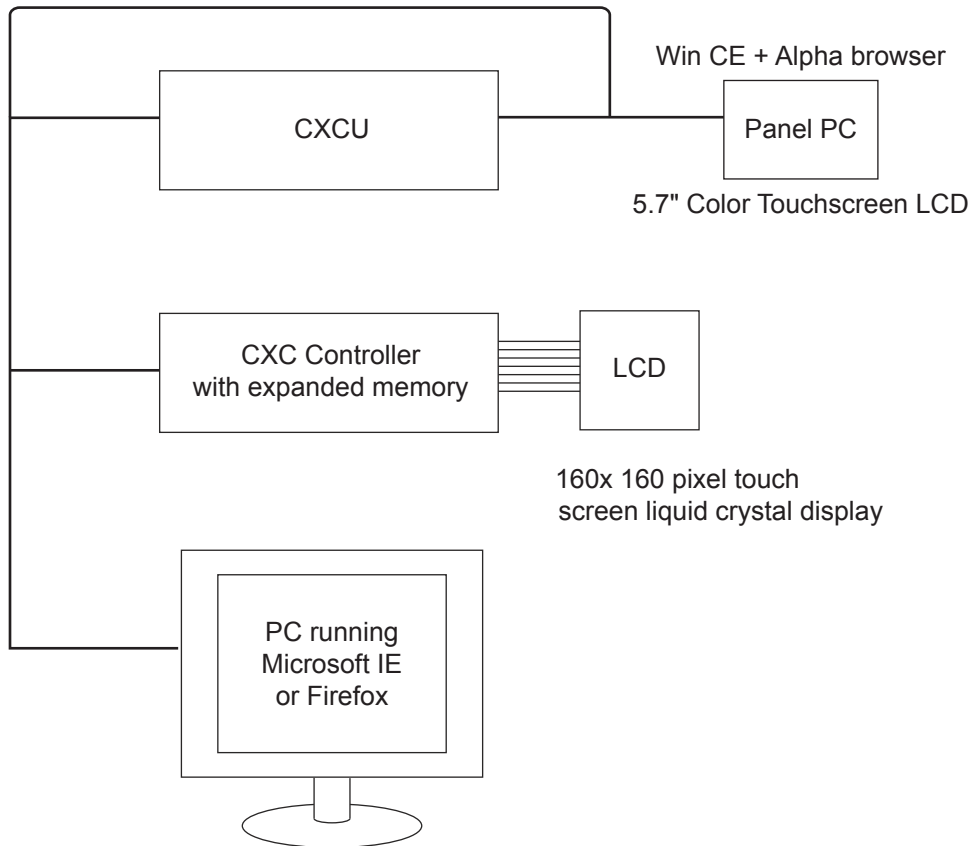 Win CE + Alpha browser
CXCU
Panel PC
5.7" Color Touchscreen LCD
CXC Controller
with expanded memory
LCD
160x 160 pixel touch
screen liquid crystal display
PC running
Microsoft IE
or Firefox